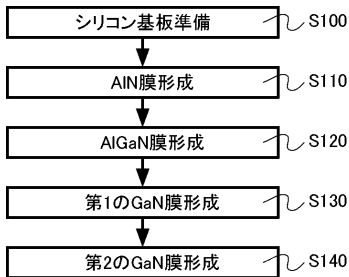 シリコン基板準備 S100
AlN膜形成 S110
AlGaN膜形成 S120
第1のGaN膜形成 S130
第2のGaN膜形成 S140